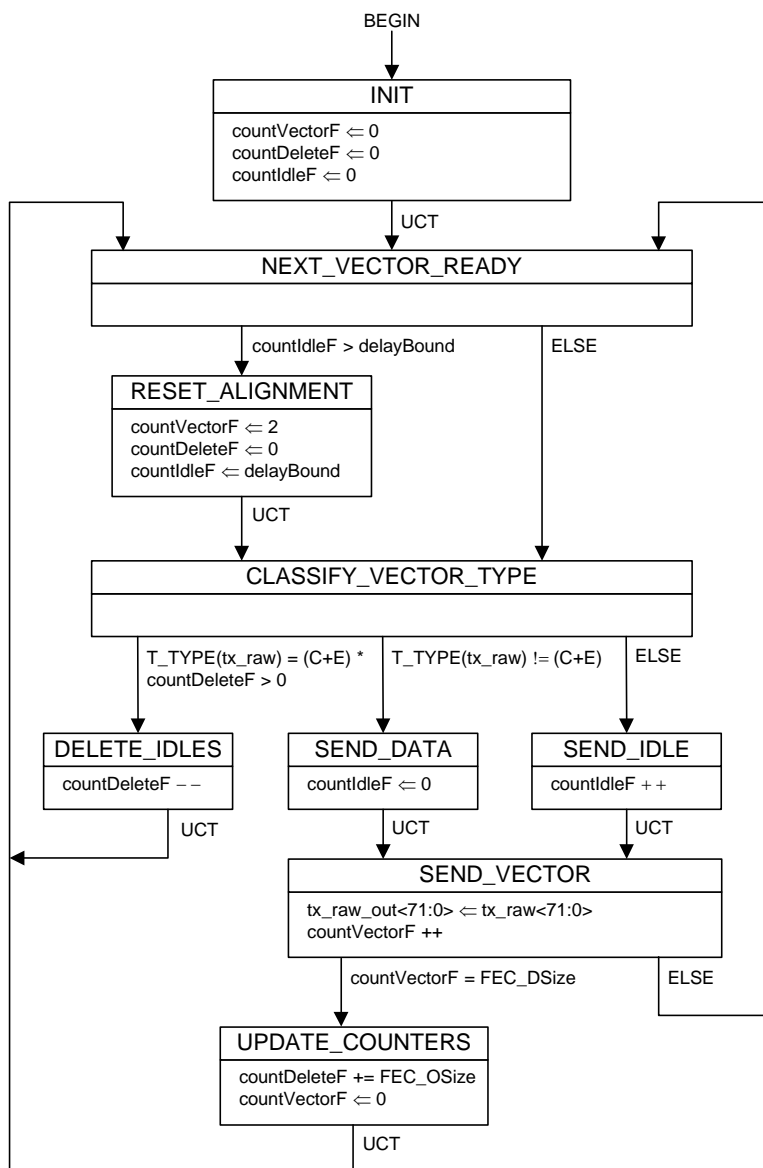 BEGIN
INIT
countVectorF ⇐ 0
countDeleteF ⇐ 0
countIdleF ⇐ 0
UCT
NEXT_VECTOR_READY
countIdleF > delayBound
ELSE
RESET_ALIGNMENT
countVectorF ⇐ 2
countDeleteF ⇐ 0
countIdleF ⇐ delayBound
UCT
CLASSIFY_VECTOR_TYPE
T_TYPE(tx_raw) = (C+E) *
countDeleteF > 0
T_TYPE(tx_raw) != (C+E)
ELSE
DELETE_IDLES
countDeleteF − −
UCT
SEND_DATA
countIdleF ⇐ 0
UCT
SEND_IDLE
countIdleF + +
UCT
SEND_VECTOR
tx_raw_out<71:0> ⇐ tx_raw<71:0>
countVectorF ++
countVectorF = FEC_DSize
ELSE
UPDATE_COUNTERS
countDeleteF += FEC_OSize
countVectorF ⇐ 0
UCT